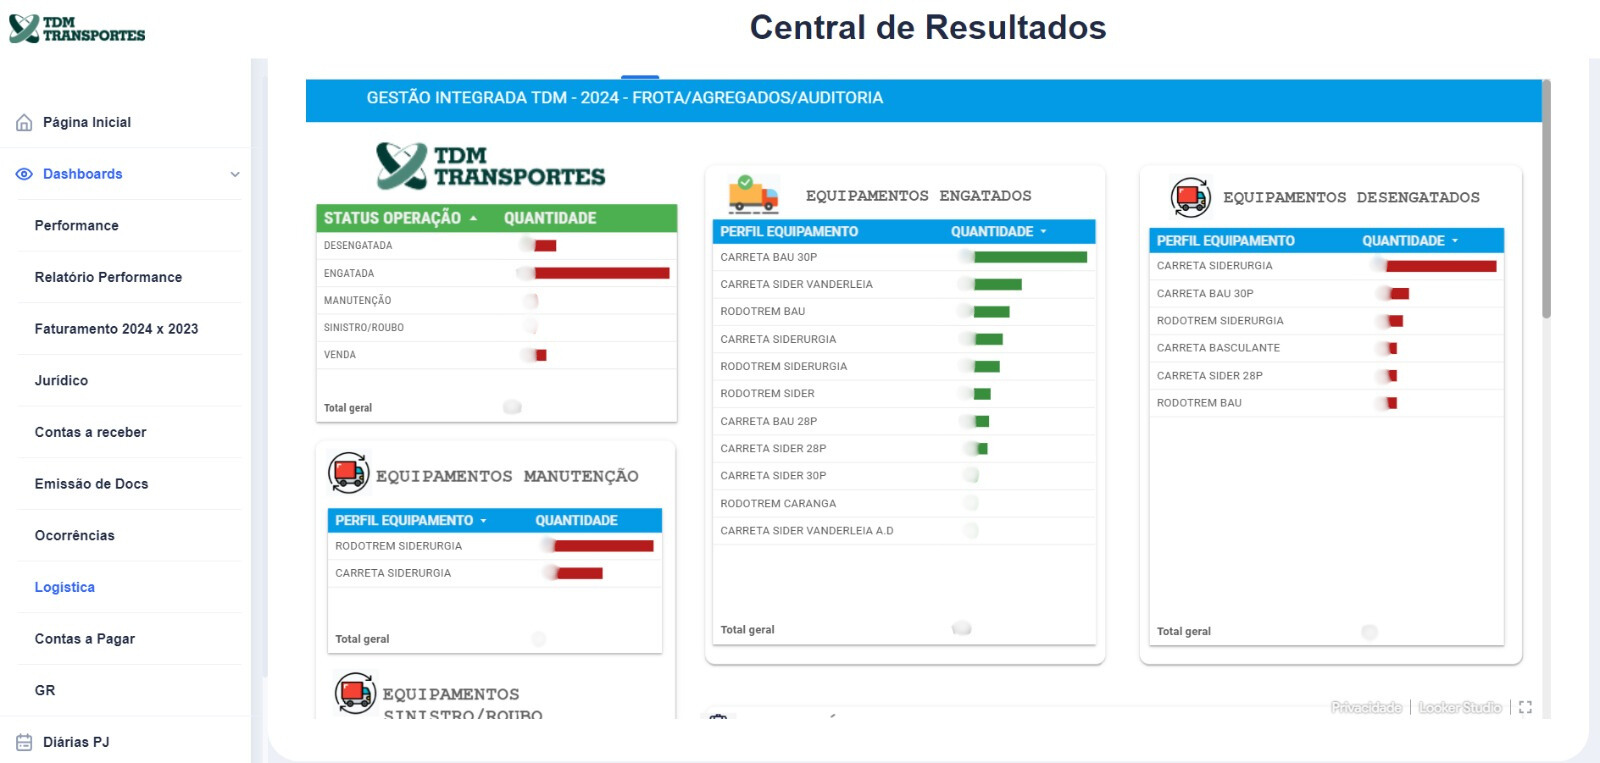 TDM
TRANSPORTES
Central de Resultados
Página Inicial
Dashboards
Performance
Relatório Performance
Faturamento 2024 x 2023
Jurídico
Contas a receber
Emissão de Docs
Ocorrências
Logística
Contas a Pagar
GR
Diárias PJ
GESTÃO INTEGRADA TDM - 2024 - FROTA/AGREGADOS/AUDITORIA
TDM
TRANSPORTES
STATUS OPERAÇÃO QUANTIDADE
DESENGATADA
ENGATADA
MANUTENÇÃO
SINISTRO/ROUBO
VENDA
Total geral
EQUIPAMENTOS MANUTENÇÃO
PERFIL EQUIPAMENTO QUANTIDADE
RODOTREM SIDERURGIA
CARRETA SIDERURGIA
Total geral
EQUIPAMENTOS
SINISTRO/ROUBO
EQUIPAMENTOS ENGATADOS
PERFIL EQUIPAMENTO QUANTIDADE
CARRETA BAU 30P
CARRETA SIDER VANDERLEIA
RODOTREM BAU
CARRETA SIDERURGIA
RODOTREM SIDERURGIA
RODOTREM SIDER
CARRETA BAU 28P
CARRETA SIDER 28P
CARRETA SIDER 30P
RODOTREM CARANGA
CARRETA SIDER VANDERLEIA A.D
Total geral
EQUIPAMENTOS DESENGATADOS
PERFIL EQUIPAMENTO QUANTIDADE
CARRETA SIDERURGIA
CARRETA BAU 30P
RODOTREM SIDERURGIA
CARRETA BASCULANTE
CARRETA SIDER 28P
RODOTREM BAU
Total geral
Privacidade
Looker Studio